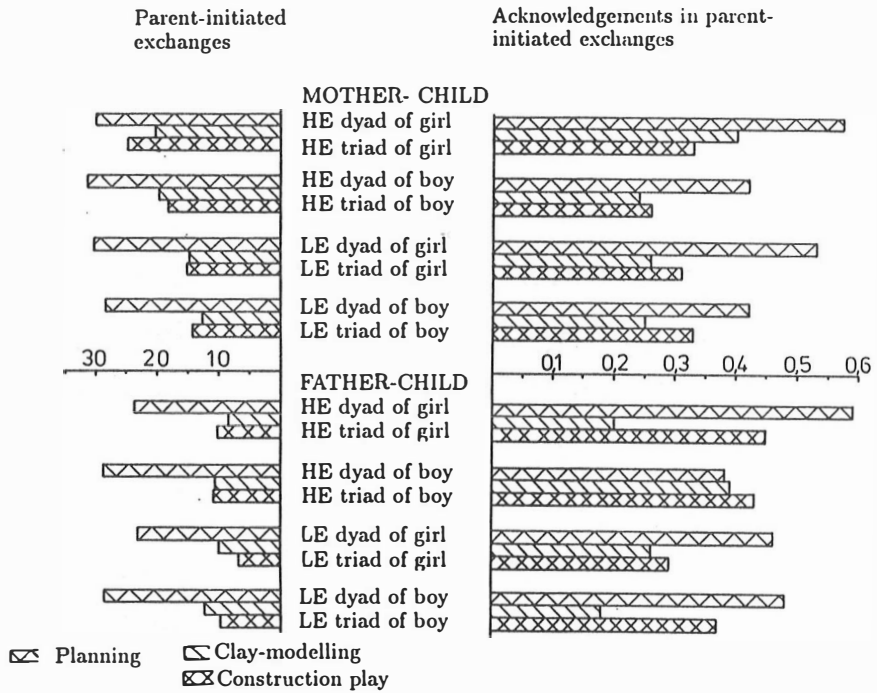 Parent-initiated
exchanges
Acknowledgements in parent-
initiated exchanges
MOTHER- CHILD
HE dyad of girl
HE triad of girl
HE dyad of boy
HE triad of boy
LE dyad of girl
LE triad of girl
LE dyad of boy
LE triad of boy
30 20 10
0,1 0,2 0,3 0,4 0,5 0,6
FATHER-CHILD
HE dyad of girl
HE triad of girl
HE dyad of boy
HE triad of boy
LE dyad of girl
LE triad of girl
LE dyad of boy
LE triad of boy
Planning
Clay-modelling
Construction play